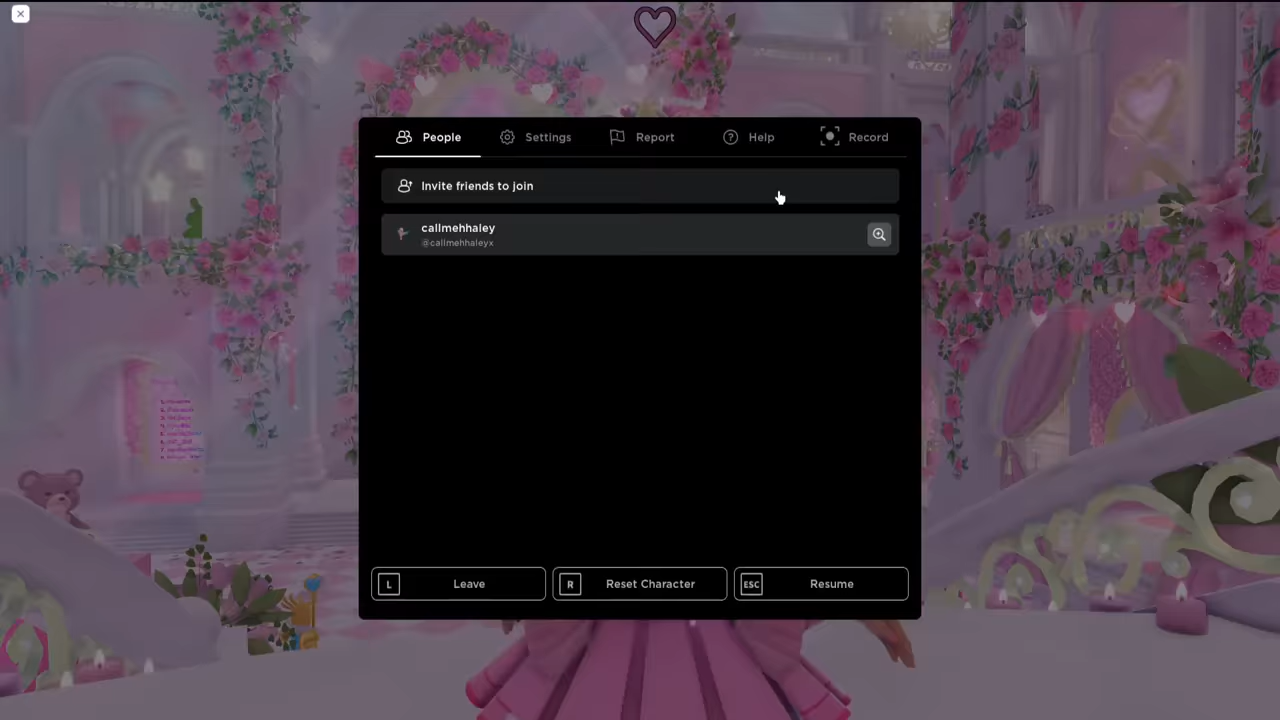 People
Settings
Report
Help
Record
Invite friends to join
callmehhaley
@callmehhaleyx
L
Leave
R
Reset Character
ESC
Resume